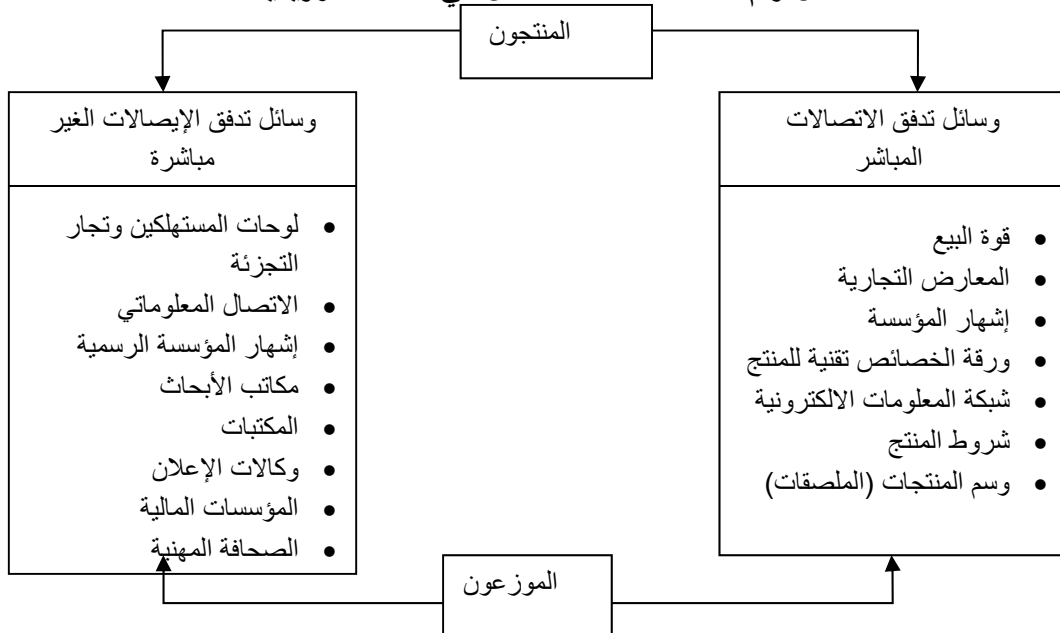 المنتجون
وسائل تدفق الاتصالات
المباشر
• قوة البيع
• المعارض التجارية
• إشهار المؤسسة
• ورقة الخصائص تقنية للمنتج
• شبكة المعلومات الالكترونية
• شروط المنتج
• وسم المنتجات (الملصقات)
وسائل تدفق الإيصالات الغير
مباشرة
• لوحات المستهلكين وتجار
التجزئة
• الاتصال المعلوماتي
• إشهار المؤسسة الرسمية
• مكاتب الأبحاث
• المكتبات
• وكالات الإعلان
• المؤسسات المالية
• الصحافة المهنية
الموزعون